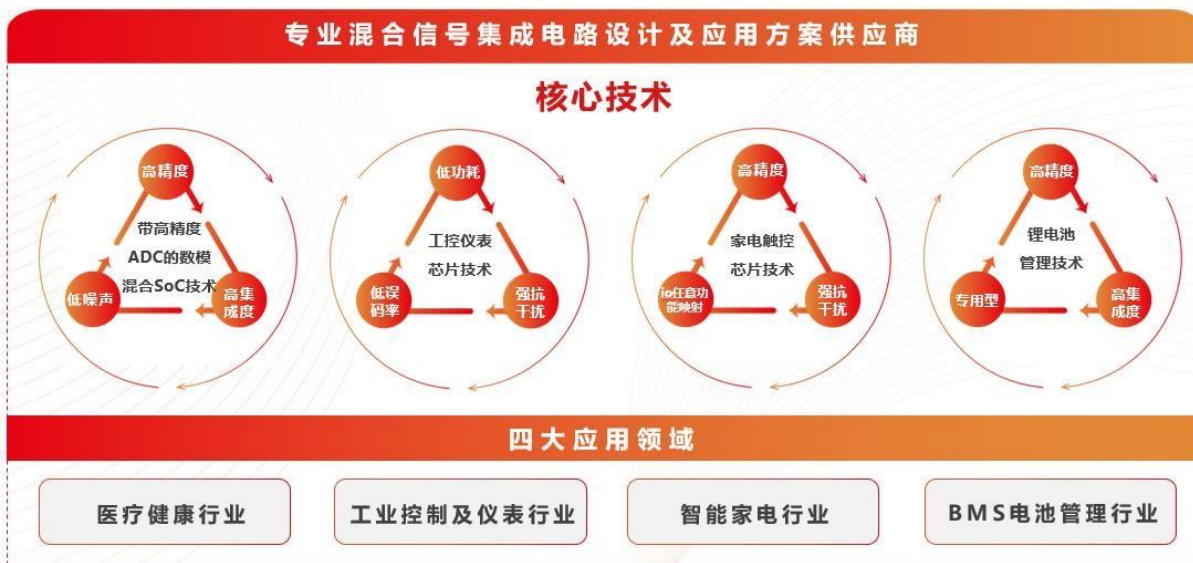 专业混合信号集成电路设计及应用方案供应商
核心技术
高精度
带高精度
ADC的数模
混合SoC技术
低噪声
高集
成度
低功耗
工控仪表
芯片技术
低误
码率
强抗
干扰
高精度
家电触控
芯片技术
io任意功
能映射
强抗
干扰
高精度
锂电池
管理技术
专用型
高集
成度
四大应用领域
医疗健康行业
工业控制及仪表行业
智能家电行业
BMS电池管理行业